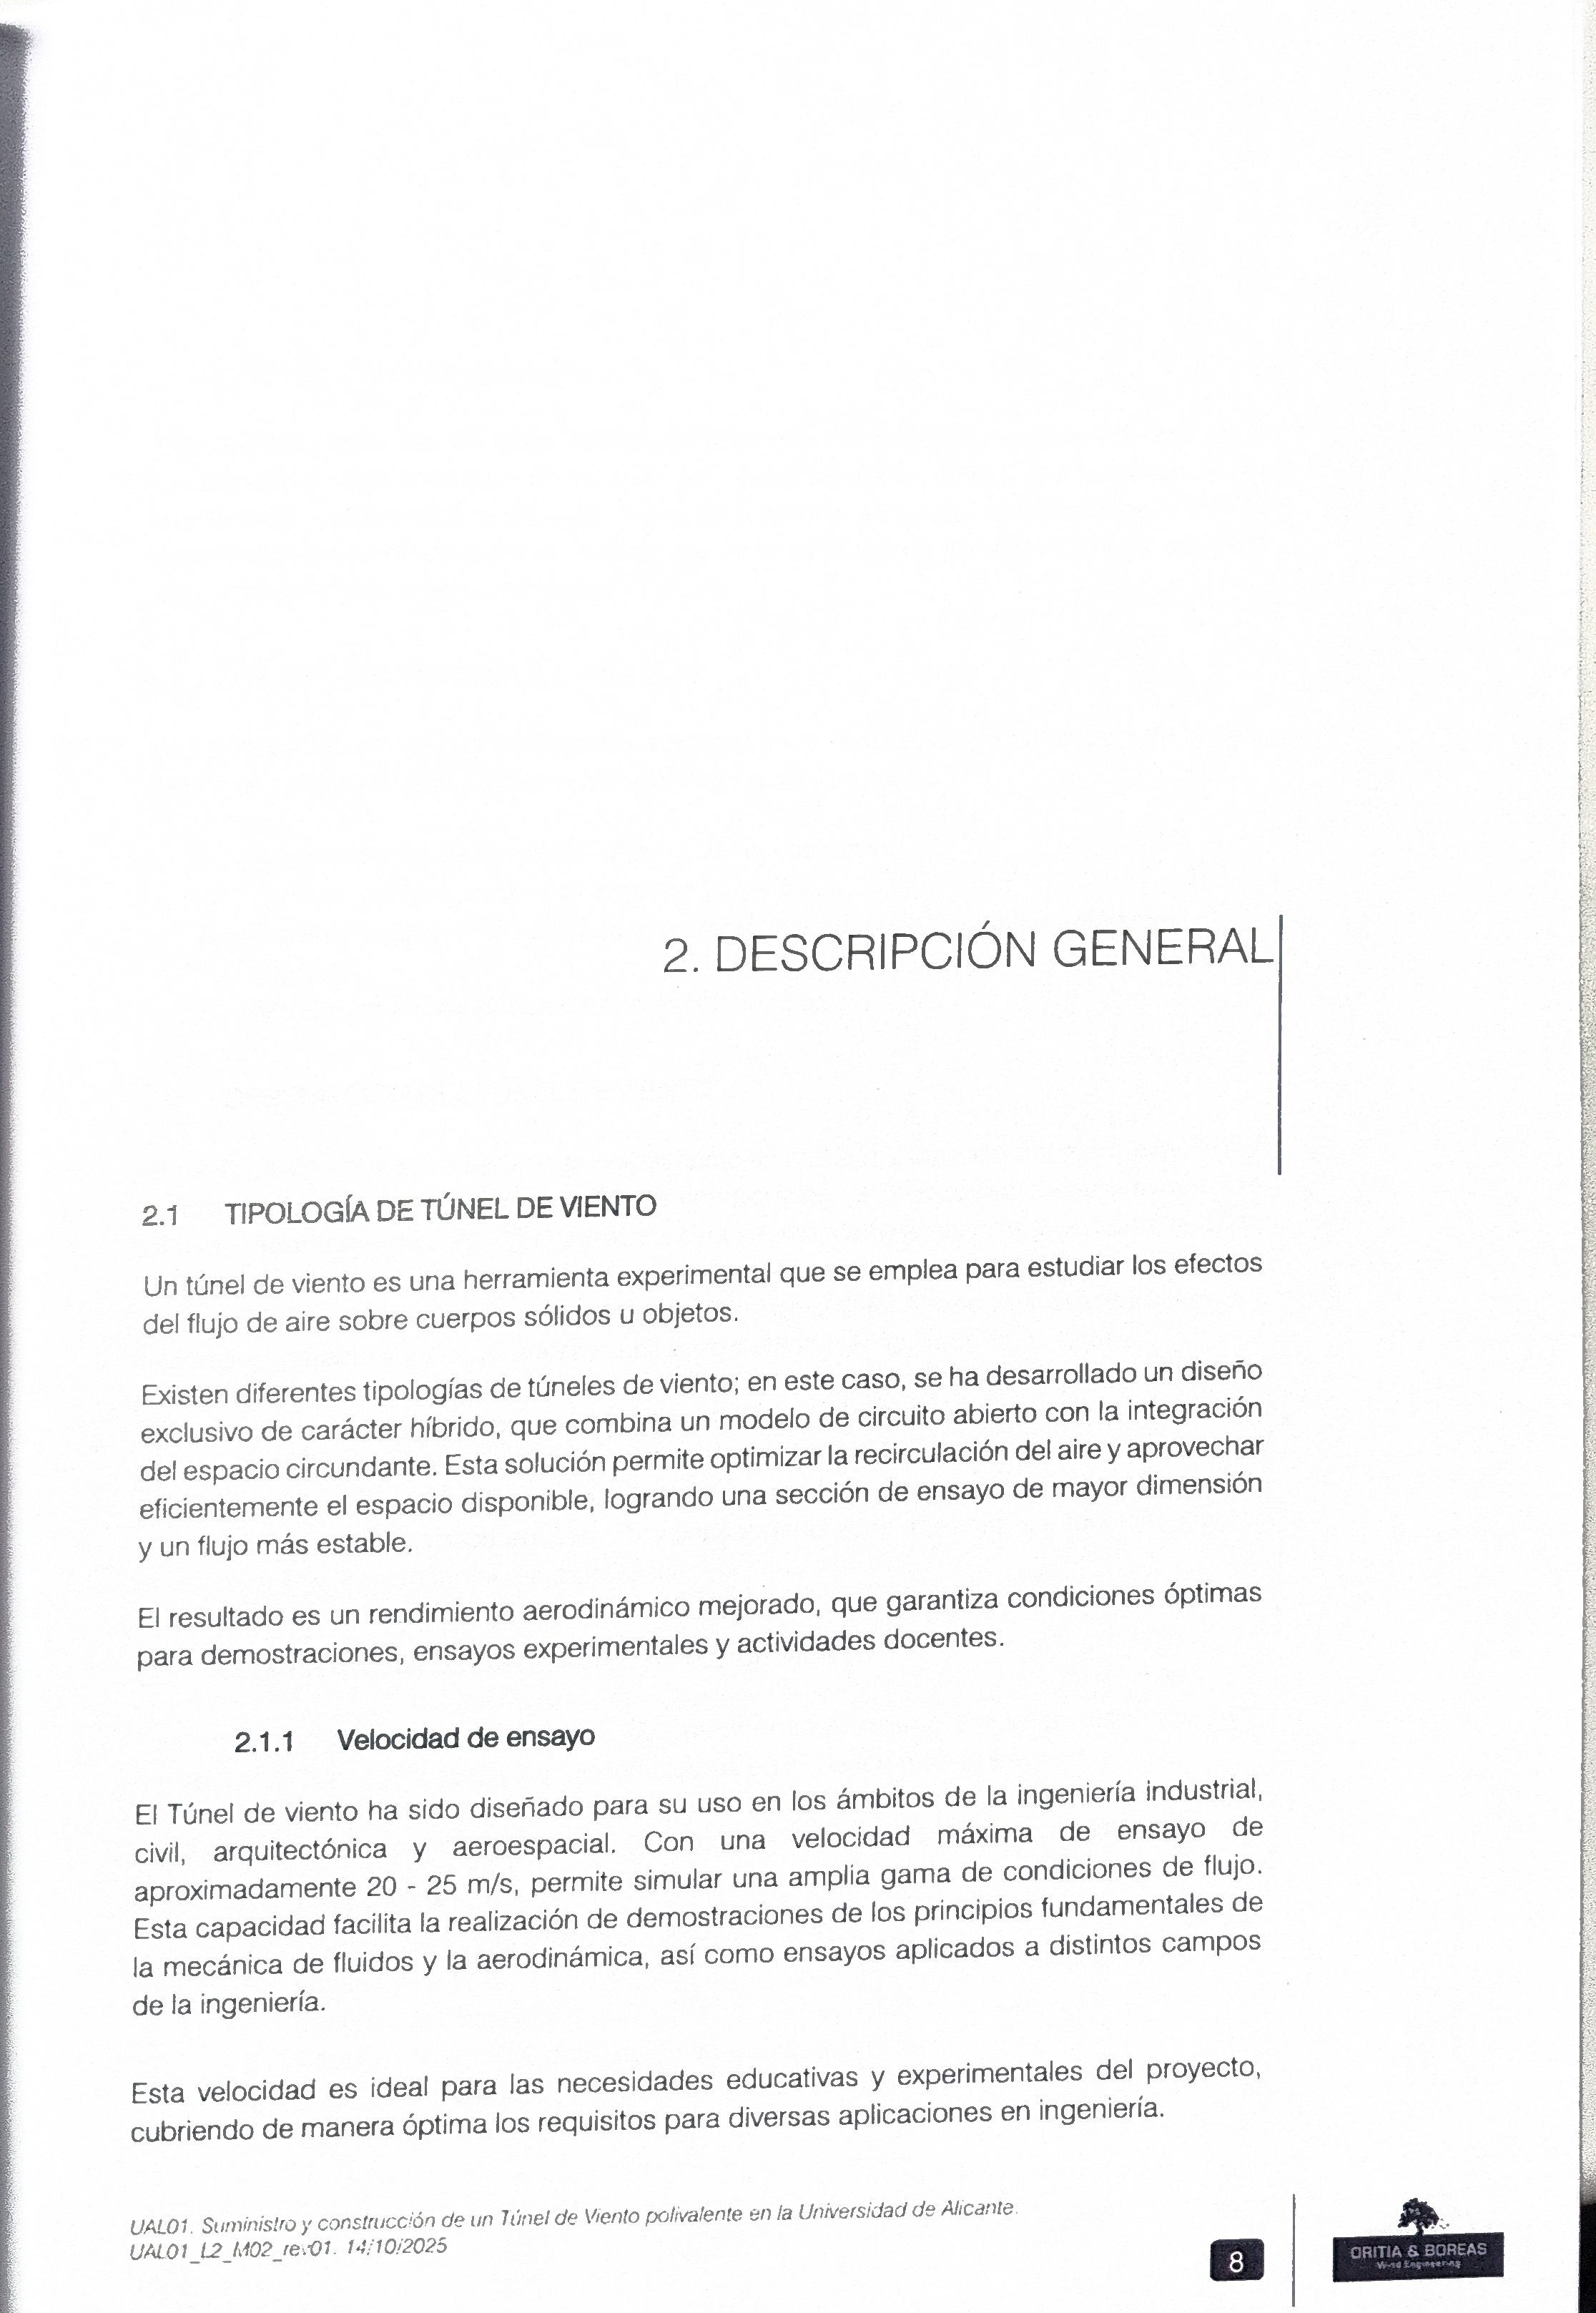 2. DESCRIPCIÓN GENERAL
2.1 TIPOLOGÍA DE TÚNEL DE VIENTO
Un túnel de viento es una herramienta experimental que se emplea para estudiar los efectos
del flujo de aire sobre cuerpos sólidos u objetos.
Existen diferentes tipologías de túneles de viento; en este caso, se ha desarrollado un diseño
exclusivo de carácter híbrido, que combina un modelo de circuito abierto con la integración
del espacio circundante. Esta solución permite optimizar la recirculación del aire y aprovechar
eficientemente el espacio disponible, logrando una sección de ensayo de mayor dimensión
y un flujo más estable.
El resultado es un rendimiento aerodinámico mejorado, que garantiza condiciones óptimas
para demostraciones, ensayos experimentales y actividades docentes.
2.1.1 Velocidad de ensayo
El Túnel de viento ha sido diseñado para su uso en los ámbitos de la ingeniería industrial,
civil, arquitectónica y aeroespacial. Con una velocidad máxima de ensayo de
aproximadamente 20 - 25 m/s, permite simular una amplia gama de condiciones de flujo.
Esta capacidad facilita la realización de demostraciones de los principios fundamentales de
la mecánica de fluidos y la aerodinámica, así como ensayos aplicados a distintos campos
de la ingeniería.
Esta velocidad es ideal para las necesidades educativas y experimentales del proyecto,
cubriendo de manera óptima los requisitos para diversas aplicaciones en ingeniería.
UAL01. Suministro y construcción de un Túnel de Viento polivalente en la Universidad de Alicante.
UAL01_L2_M02_rev01. 14/10/2025
8
ORITIA & BOREAS
Wind Engineering